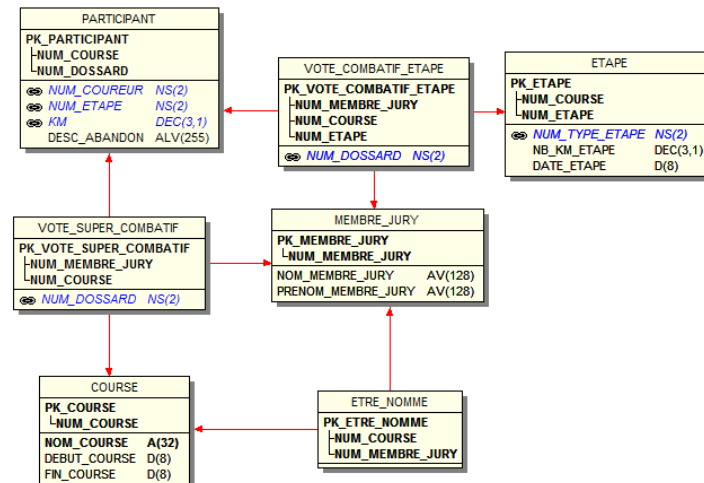 PARTICIPANT
PK_PARTICIPANT
NUM_COURSE
NUM_DOSSARD
NUM_COUREUR NS(2)
NUM_ETAPE NS(2)
KM DEC(3,1)
DESC_ABANDON ALV(255)
VOTE_COMBATIF_ETAPE
PK_VOTE_COMBATIF_ETAPE
NUM_MEMBRE_JURY
NUM_COURSE
NUM_ETAPE
NUM_DOSSARD NS(2)
ETAPE
PK_ETAPE
NUM_COURSE
NUM_ETAPE
NUM_TYPE_ETAPE NS(2)
NB_KM_ETAPE DEC(3,1)
DATE_ETAPE D(8)
VOTE_SUPER_COMBATIF
PK_VOTE_SUPER_COMBATIF
NUM_MEMBRE_JURY
NUM_COURSE
NUM_DOSSARD NS(2)
MEMBRE_JURY
PK_MEMBRE_JURY
NUM_MEMBRE_JURY
NOM_MEMBRE_JURY AV(128)
PRENOM_MEMBRE_JURY AV(128)
COURSE
PK_COURSE
NUM_COURSE
NOM_COURSE A(32)
DEBUT_COURSE D(8)
FIN_COURSE D(8)
ETRE_NOMME
PK_ETRE_NOMME
NUM_COURSE
NUM_MEMBRE_JURY